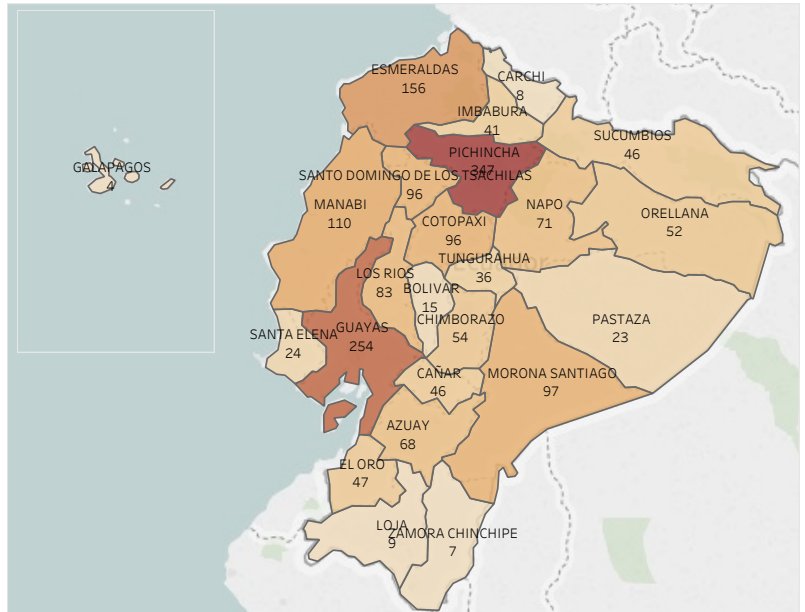 ESMERALDAS
156
CARCHI
8
IMBABURA
41
SUCUMBIOS
46
PICHINCHA
347
GALAPAGOS
4
SANTO DOMINGO DE LOS TSACHILAS
96
MANABI
110
NAPO
71
ORELLANA
52
COTOPAXI
96
TUNGURAHUA
36
Ecuador
LOS RIOS
83
BOLIVAR
15
CHIMBORAZO
54
PASTAZA
23
SANTA ELENA
24
GUAYAS
254
CAÑAR
46
MORONA SANTIAGO
97
AZUAY
68
EL ORO
47
LOJA
9
ZAMORA CHINCHIPE
7